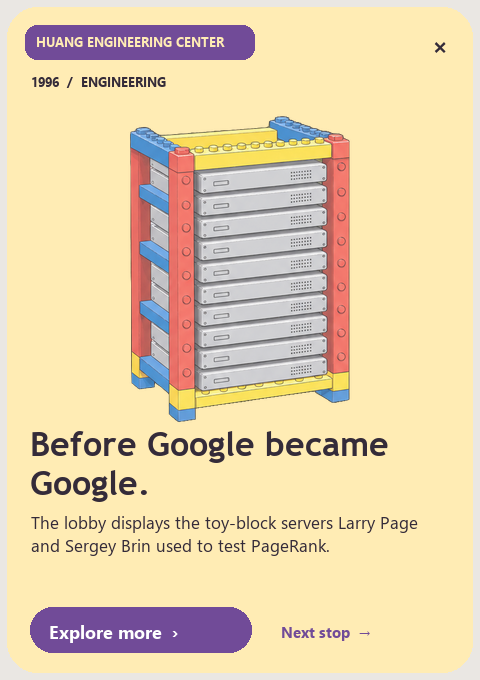 HUANG ENGINEERING CENTER
×
1996 / ENGINEERING
Before Google became
Google.
The lobby displays the toy-block servers Larry Page
and Sergey Brin used to test PageRank.
Explore more ›
Next stop →